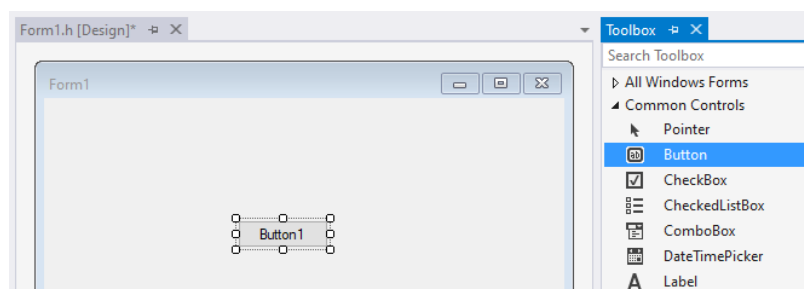 Form1.h [Design]*
Form1
Button1
Toolbox
Search Toolbox
All Windows Forms
Common Controls
Pointer
ab Button
CheckBox
CheckedListBox
ComboBox
DateTimePicker
A Label